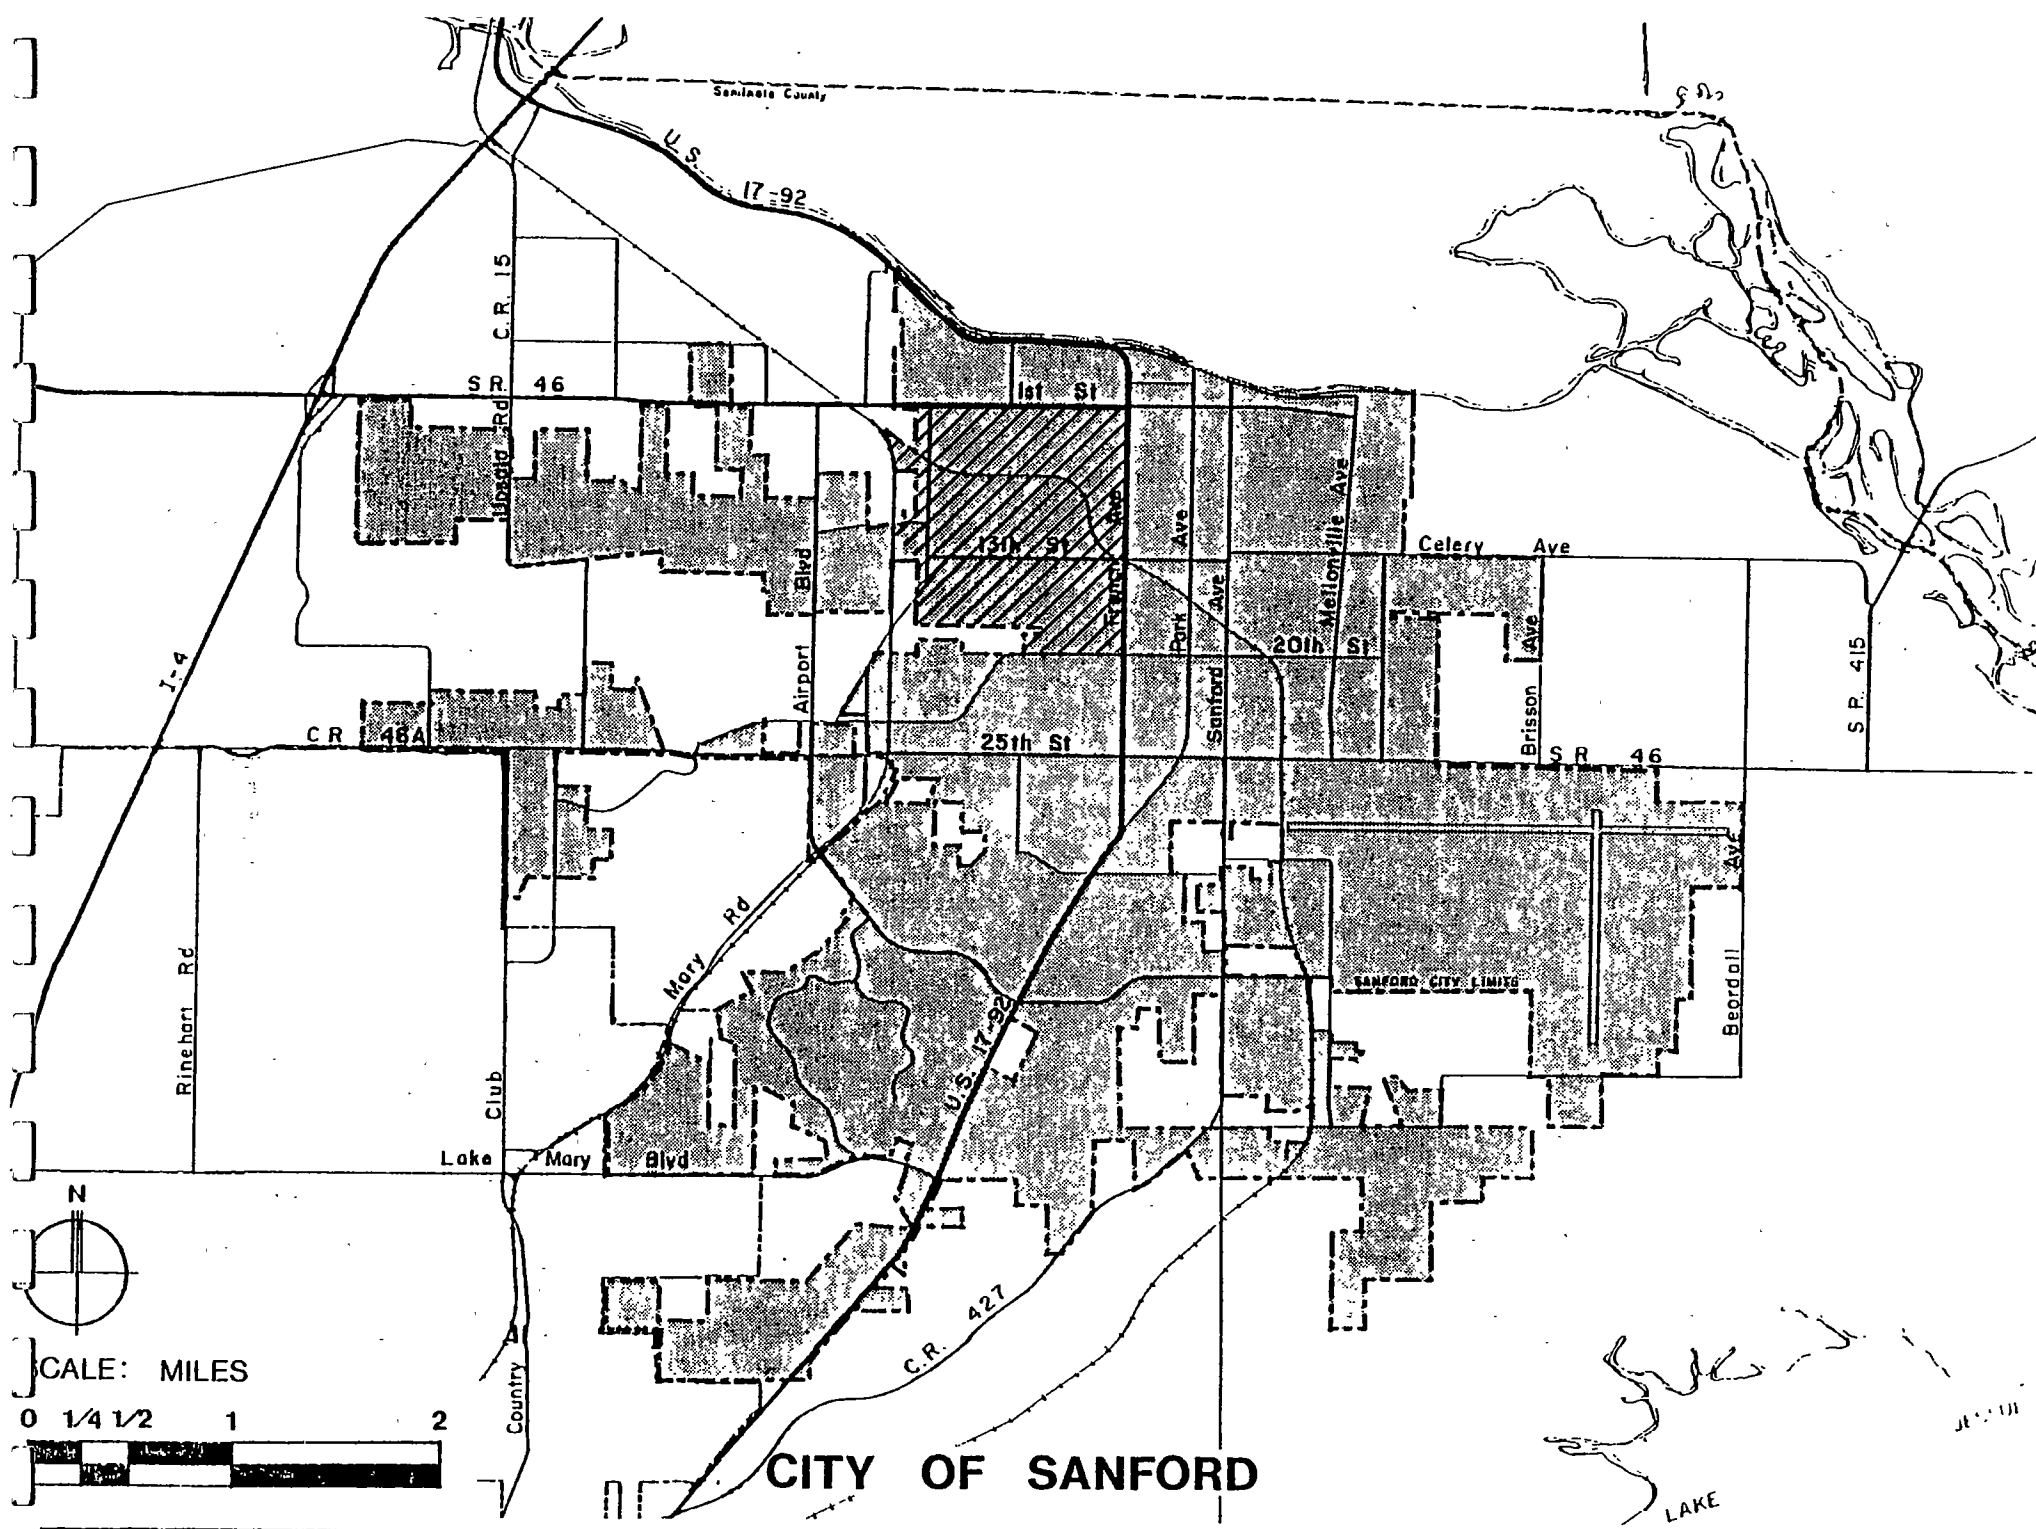 Seminole County
U.S.
17-92
C.R. 15
S.R. 46
1st St
Upsala Rd
Mellonville Ave
French Ave
Park Ave
13th St
Celery Ave
Airport Blvd
Sanford Ave
20th St
Brisson Ave
S.R. 415
I-4
C R 46A
25th St
S R 46
Rinehart Rd
Mary Rd
SANFORD CITY LIMITS
Beardall Ave
U.S. 17-92
Country Club
Lake Mary Blvd
N
C.R. 427
SCALE: MILES
0 1/4 1/2 1 2
CITY OF SANFORD
LAKE